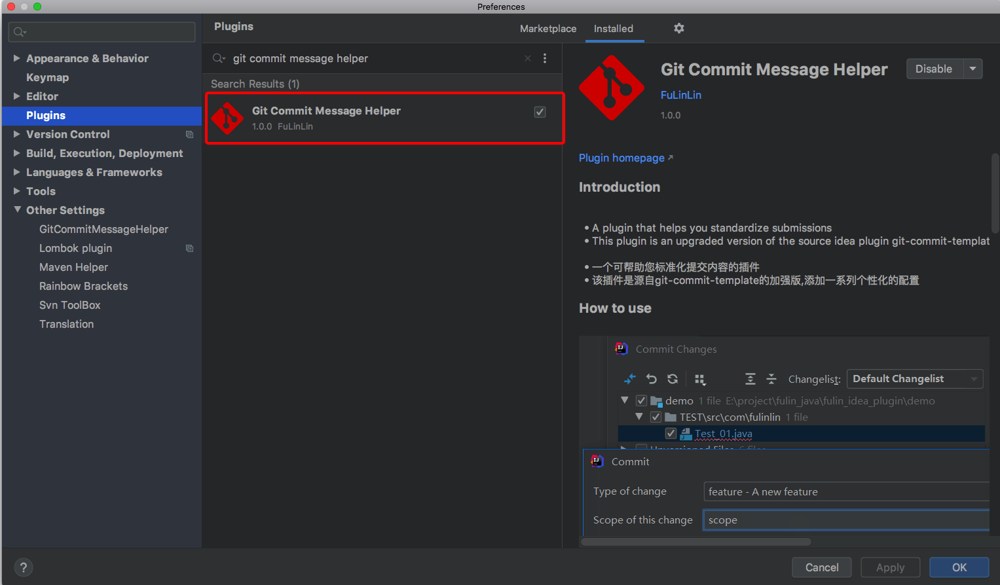 Preferences
Appearance & Behavior
Keymap
Editor
Plugins
Version Control
Build, Execution, Deployment
Languages & Frameworks
Tools
Other Settings
GitCommitMessageHelper
Lombok plugin
Maven Helper
Rainbow Brackets
Svn ToolBox
Translation
Plugins
Marketplace
Installed
git commit message helper
Search Results (1)
Git Commit Message Helper
1.0.0 FuLinLin
Git Commit Message Helper
Disable
FuLinLin
1.0.0
Plugin homepage
Introduction
• A plugin that helps you standardize submissions
• This plugin is an upgraded version of the source idea plugin git-commit-templat
• 一个可帮助您标准化提交内容的插件
• 该插件是源自git-commit-template的加强版,添加一系列个性化的配置
How to use
Commit Changes
Changelist: Default Changelist
demo 1 file E:\project\fulin_java\fulin_idea_plugin\demo
TEST\src\com\fulinlin 1 file
Test_01.java
Unversioned Files 6 files
Commit
Type of change feature - A new feature
Scope of this change scope
?
Cancel
Apply
OK